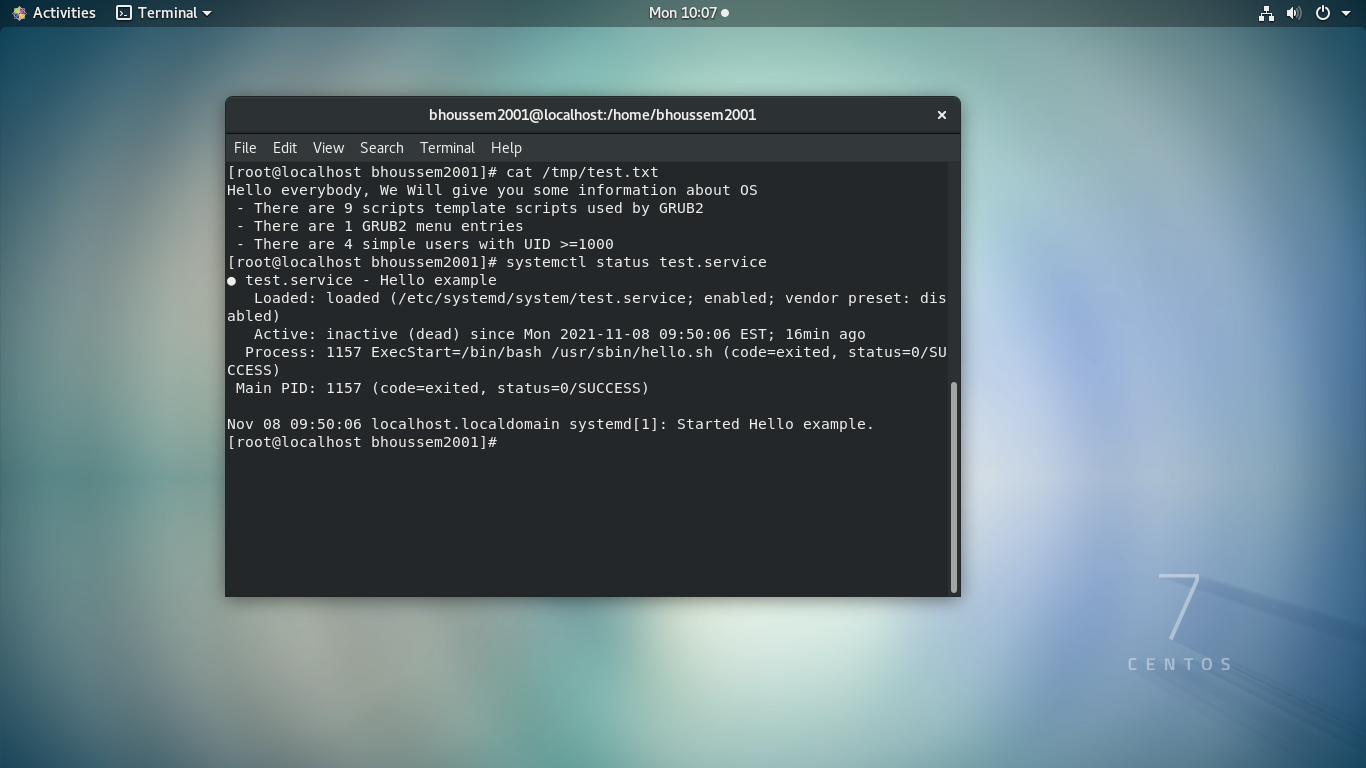 Activities Terminal Mon 10:07
bhoussem2001@localhost:/home/bhoussem2001
File Edit View Search Terminal Help
[root@localhost bhoussem2001]# cat /tmp/test.txt
Hello everybody, We Will give you some information about OS
 - There are 9 scripts template scripts used by GRUB2
 - There are 1 GRUB2 menu entries
 - There are 4 simple users with UID >=1000
[root@localhost bhoussem2001]# systemctl status test.service
● test.service - Hello example
   Loaded: loaded (/etc/systemd/system/test.service; enabled; vendor preset: dis
abled)
   Active: inactive (dead) since Mon 2021-11-08 09:50:06 EST; 16min ago
  Process: 1157 ExecStart=/bin/bash /usr/sbin/hello.sh (code=exited, status=0/SU
CCESS)
 Main PID: 1157 (code=exited, status=0/SUCCESS)
Nov 08 09:50:06 localhost.localdomain systemd[1]: Started Hello example.
[root@localhost bhoussem2001]#
7
CENTOS